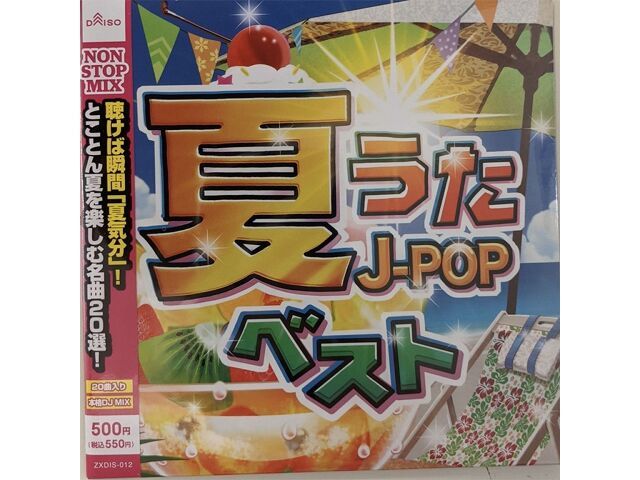 DAISO
NON
STOP
MIX
聴けば瞬間「夏気分」!
とことん夏を楽しむ名曲20選!
20曲入り
本格DJ MIX
500円
(税込550円)
ZXDIS-012
夏うた
J-POP
ベスト